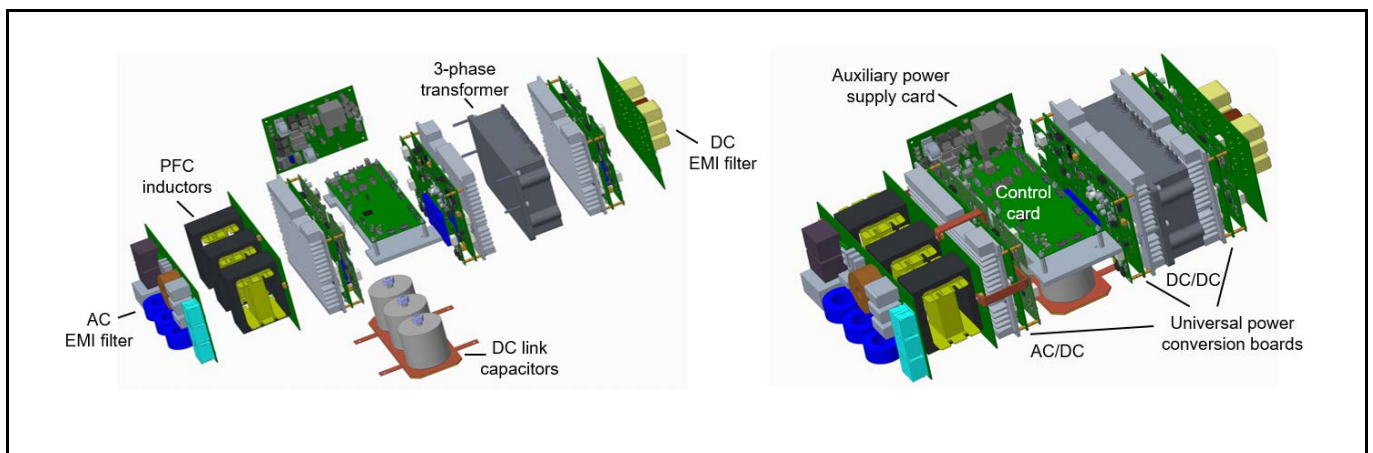 3-phase
transformer
DC
EMI filter
PFC
inductors
AC
EMI filter
DC link
capacitors
Auxiliary power
supply card
Control
card
DC/DC
Universal power
conversion boards
AC/DC